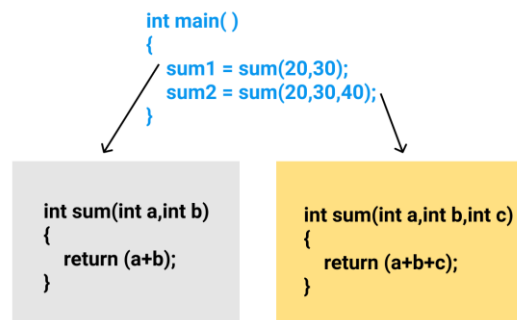 int main( )
{
sum1 = sum(20,30);
sum2 = sum(20,30,40);
}
int sum(int a,int b)
{
return (a+b);
}
int sum(int a,int b,int c)
{
return (a+b+c);
}